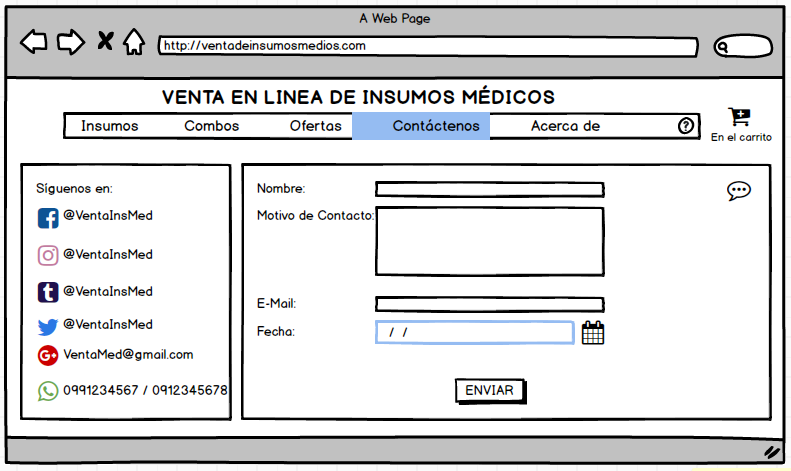 A Web Page
http://ventadeinsumosmedios.com
VENTA EN LINEA DE INSUMOS MÉDICOS
Insumos Combos Ofertas Contáctenos Acerca de ?
En el carrito
Síguenos en:
@VentaInsMed
@VentaInsMed
@VentaInsMed
@VentaInsMed
VentaMed@gmail.com
0991234567 / 0912345678
Nombre:
Motivo de Contacto:
E-Mail:
Fecha: / /
ENVIAR